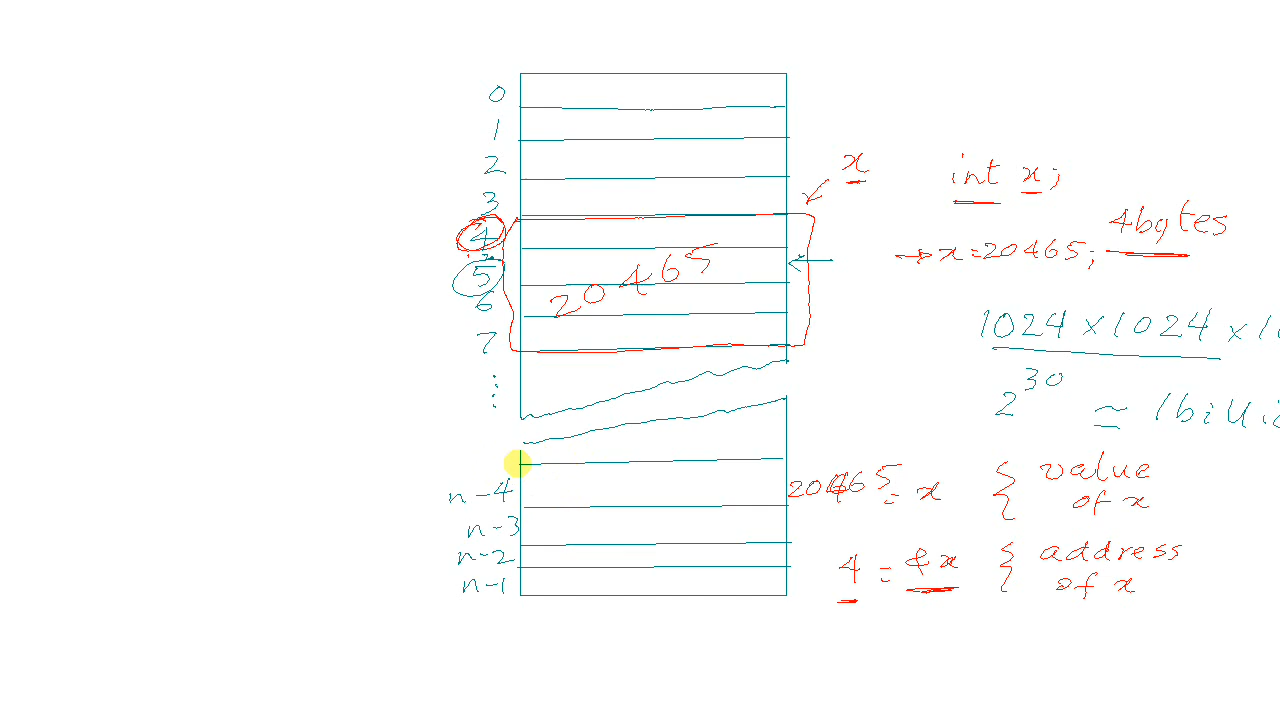 0
1
2
3
4
5
6
7
⋮
n-4
n-3
n-2
n-1
20465
x
int x;
4bytes
→x=20465;
1024 x 1024 x
2^30 ≃ 1billi
20465 = x { value of x
4 = &x { address of x